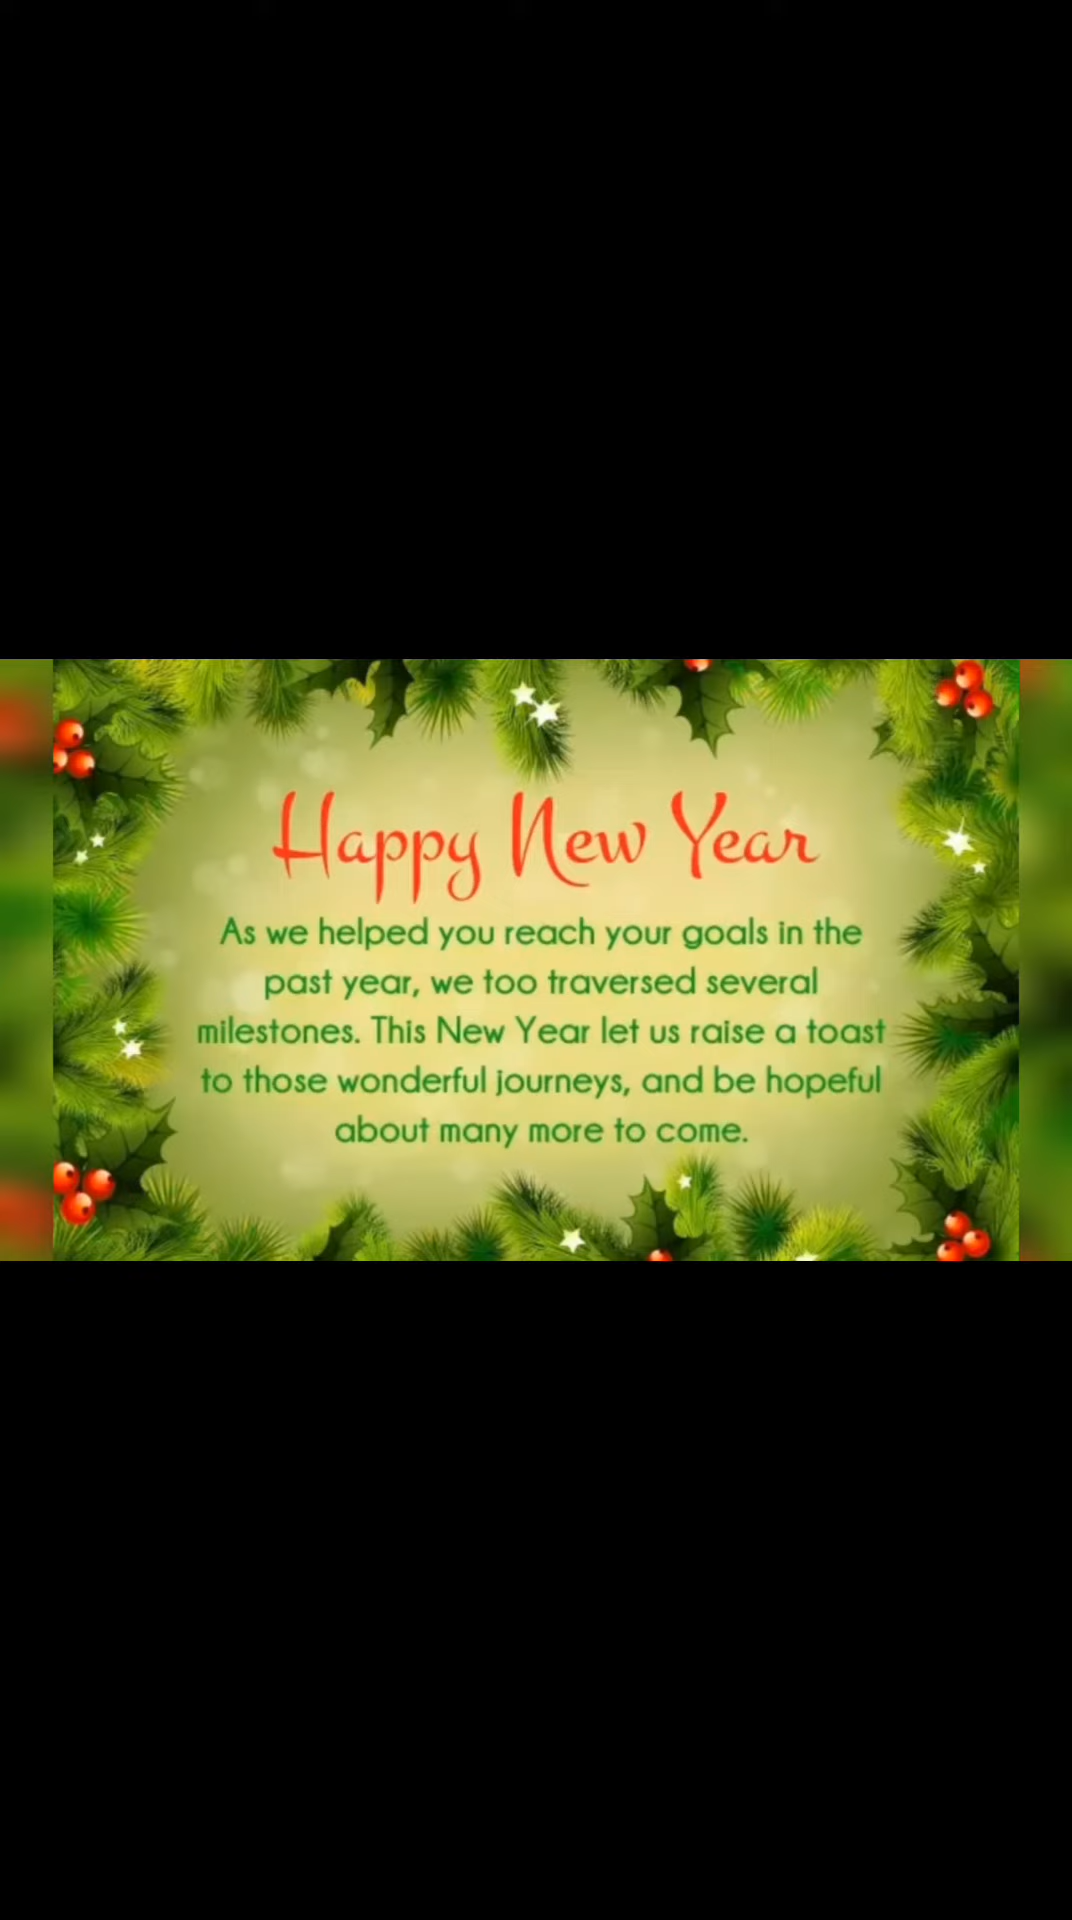 Happy New Year
As we helped you reach your goals in the
past year, we too traversed several
milestones. This New Year let us raise a toast
to those wonderful journeys, and be hopeful
about many more to come.